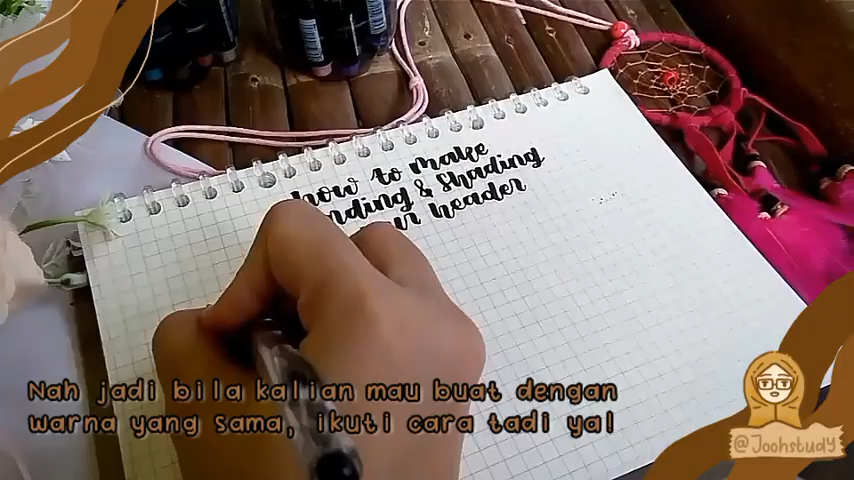 how to make
nding & Shading
header
Nah jadi bila kalian mau buat dengan
warna yang sama, ikuti cara tadi ya!
@Joohstudy